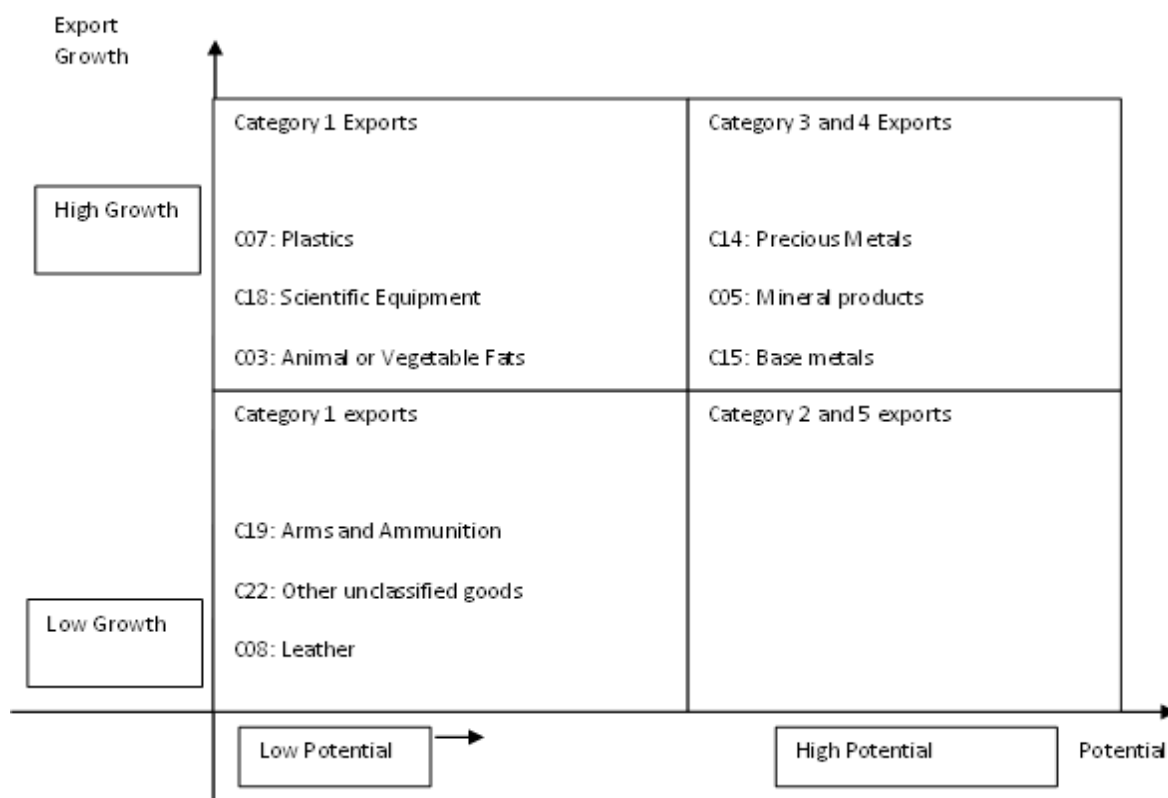 Export
Growth
Category 1 Exports
Category 3 and 4 Exports
High Growth
C07: Plastics
C14: Precious Metals
C18: Scientific Equipment
C05: Mineral products
C03: Animal or Vegetable Fats
C15: Base metals
Category 1 exports
Category 2 and 5 exports
C19: Arms and Ammunition
C22: Other unclassified goods
Low Growth
C08: Leather
Low Potential
High Potential
Potential